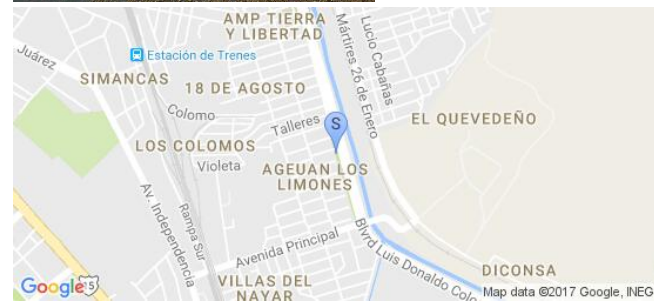 AMP TIERRA
Y LIBERTAD
Lucio Cabañas
Mártires 26 de Enero
Juárez
Estación de Trenes
SIMANCAS
18 DE AGOSTO
Colomo
Talleres
S
EL QUEVEDEÑO
LOS COLOMOS
Violeta
AGEUAN LOS
LIMONES
Av. Independencia
Rampa Sur
Avenida Principal
Blvrd Luis Donaldo Colo
DICONSA
VILLAS DEL
NAYAR
Google
15
Map data ©2017 Google, INEG